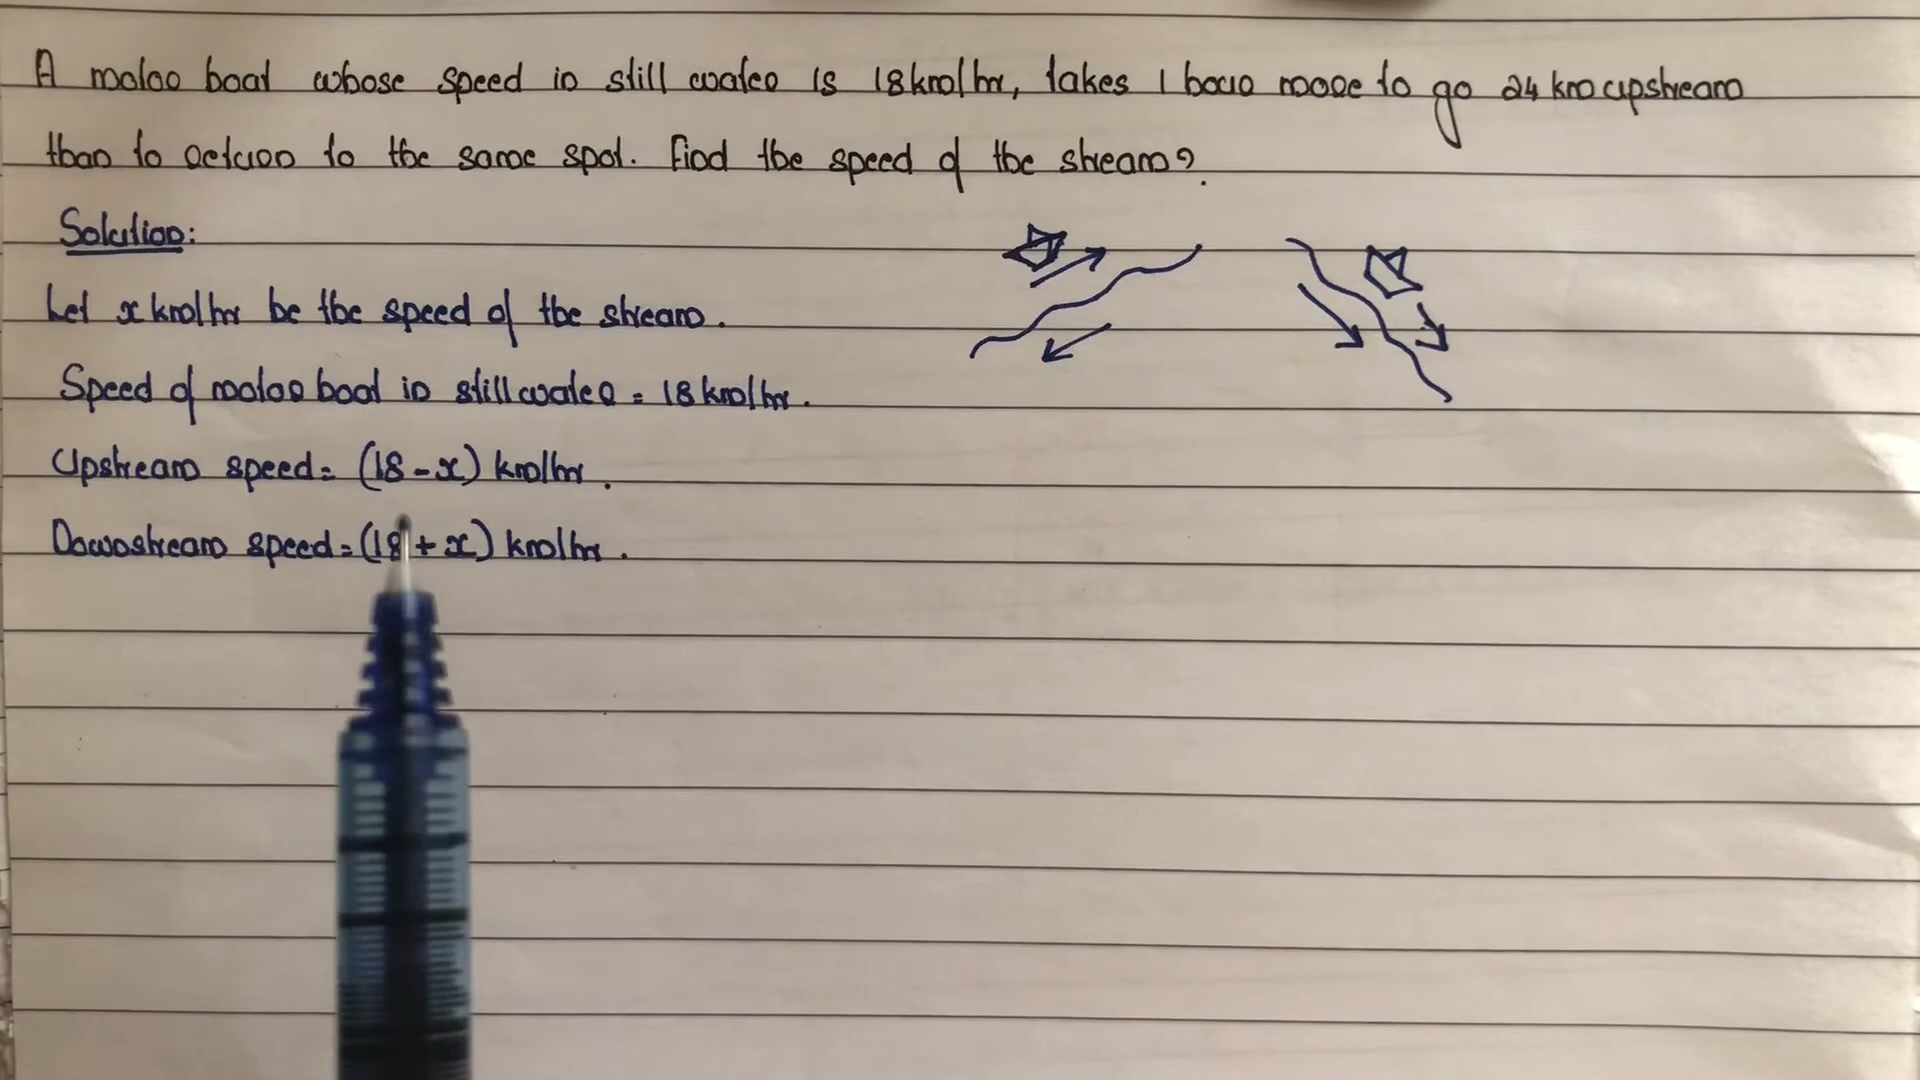 A motor boat whose speed in still water is 18km/hr, takes 1 hour more to go 24 km upstream
than to return to the same spot. Find the speed of the stream?
Solution:
Let x km/hr be the speed of the stream.
Speed of motor boat in still water = 18 km/hr.
Upstream speed = (18 - x) km/hr.
Downstream speed = (18 + x) km/hr.